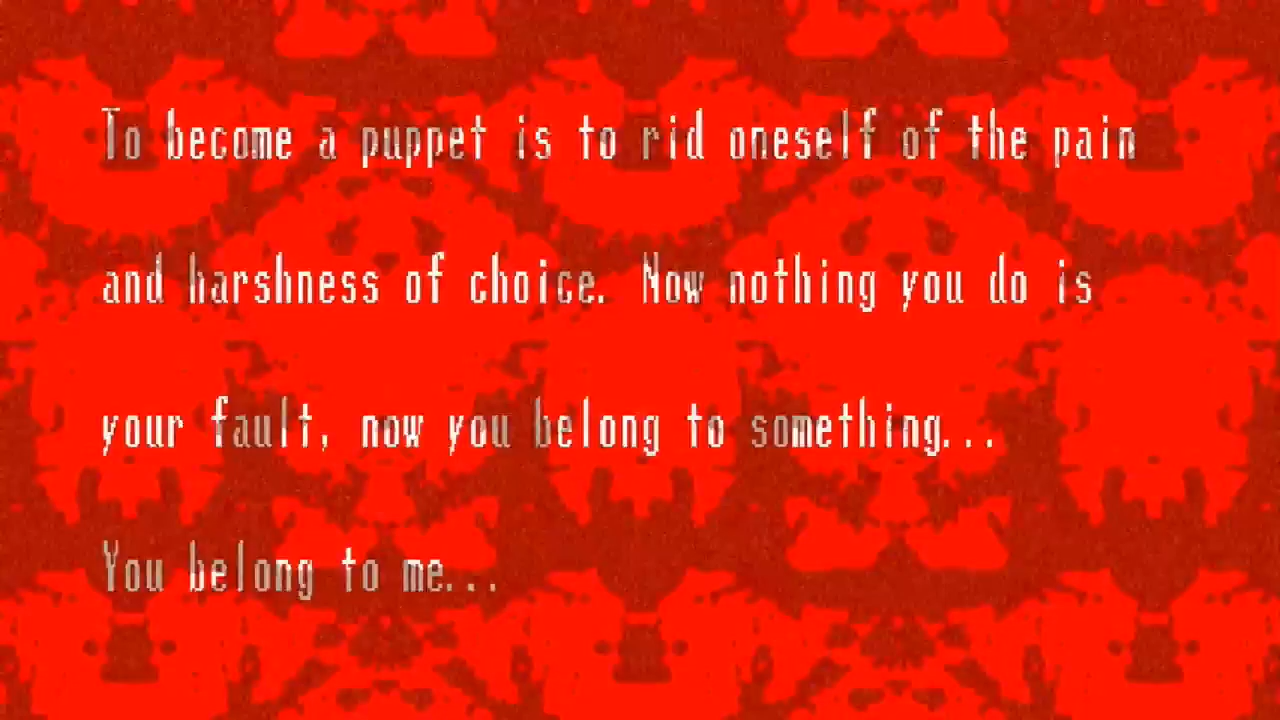 To become a puppet is to rid oneself of the pain
and harshness of choice. Now nothing you do is
your fault, now you belong to something...
You belong to me...